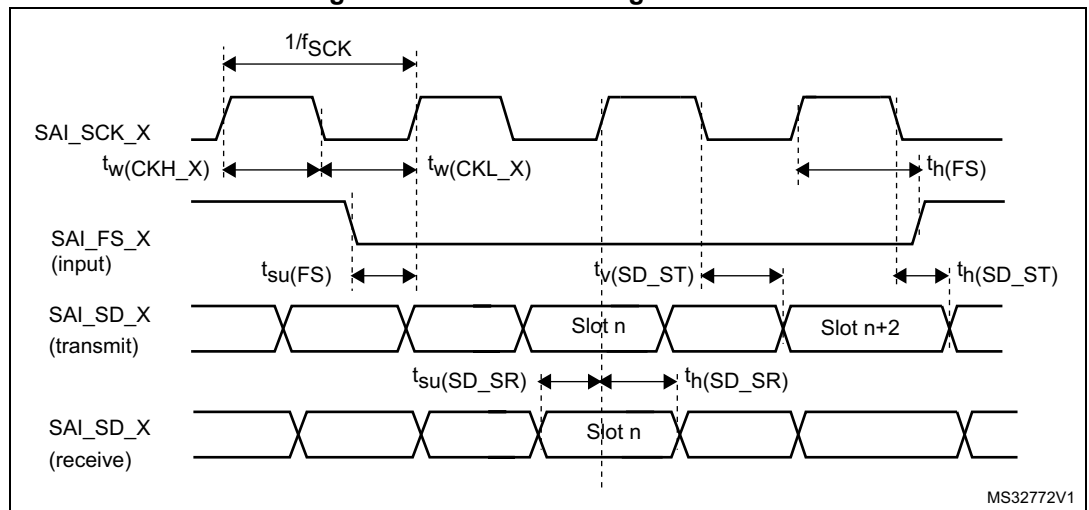 1/fSCK
SAI_SCK_X
tw(CKH_X)
tw(CKL_X)
th(FS)
SAI_FS_X
(input)
tsu(FS)
tv(SD_ST)
th(SD_ST)
SAI_SD_X
(transmit)
Slot n
Slot n+2
tsu(SD_SR)
th(SD_SR)
SAI_SD_X
(receive)
Slot n
MS32772V1